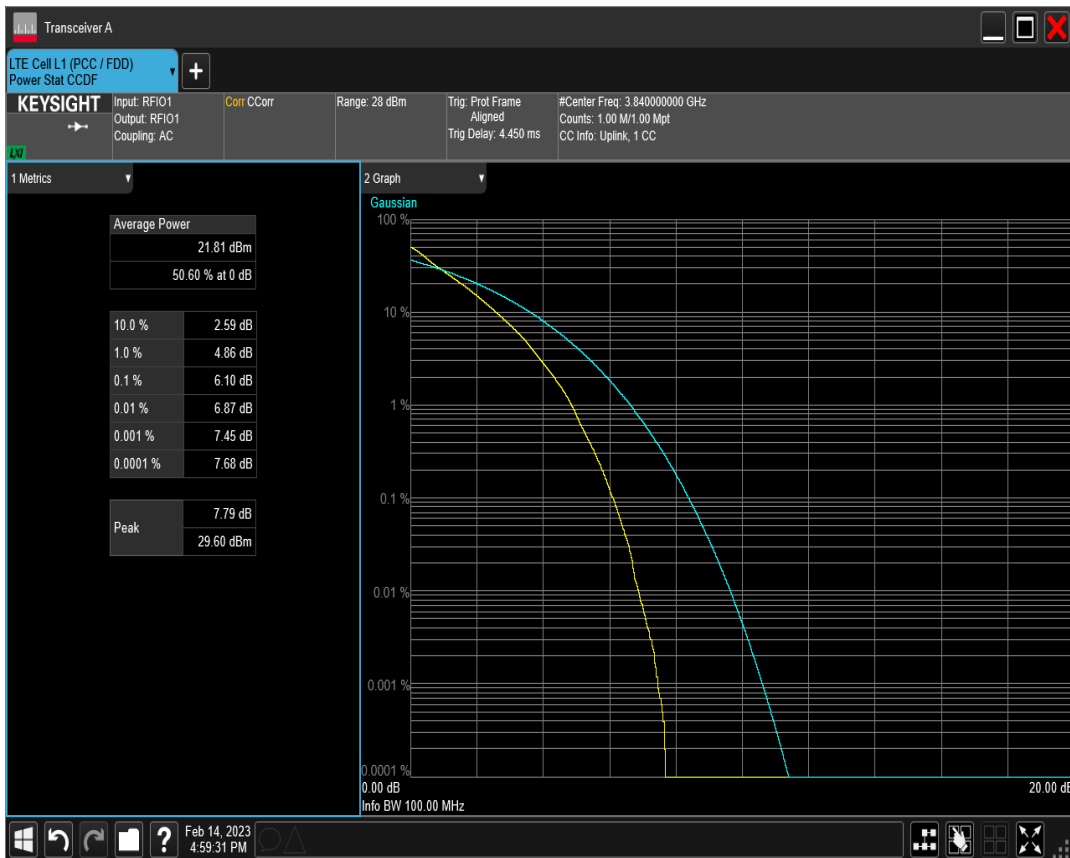 Transceiver A
LTE Cell L1 (PCC / FDD)
Power Stat CCDF
KEYSIGHT
LXI
Input: RFIO1
Output: RFIO1
Coupling: AC
Corr CCorr
Range: 28 dBm
Trig: Prot Frame
Aligned
Trig Delay: 4.450 ms
#Center Freq: 3.840000000 GHz
Counts: 1.00 M/1.00 Mpt
CC Info: Uplink, 1 CC
1 Metrics
Average Power
21.81 dBm
50.60 % at 0 dB
10.0 % 2.59 dB
1.0 % 4.86 dB
0.1 % 6.10 dB
0.01 % 6.87 dB
0.001 % 7.45 dB
0.0001 % 7.68 dB
Peak
7.79 dB
29.60 dBm
2 Graph
Gaussian
100 %
10 %
1 %
0.1 %
0.01 %
0.001 %
0.0001 %
0.00 dB 20.00 dB
Info BW 100.00 MHz
Feb 14, 2023
4:59:31 PM